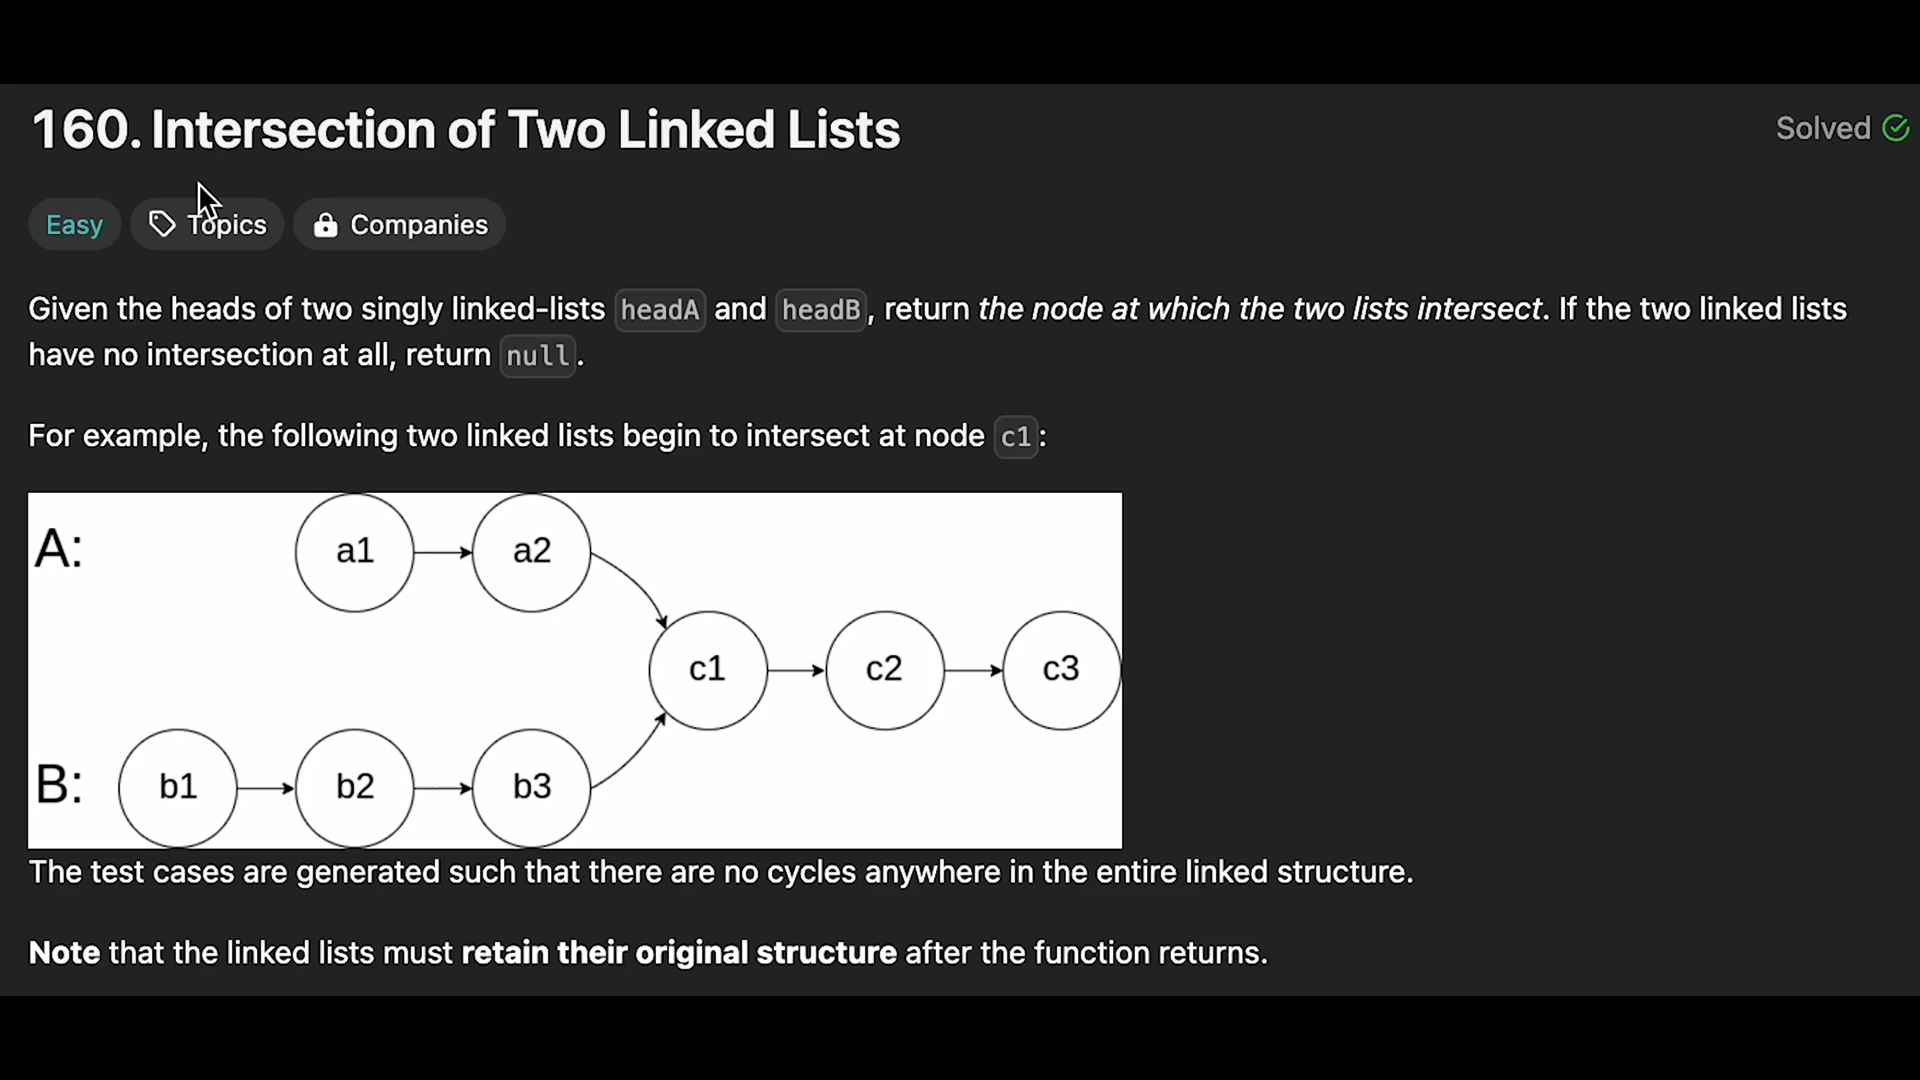 160. Intersection of Two Linked Lists
Solved
Easy
Topics
Companies
Given the heads of two singly linked-lists headA and headB, return the node at which the two lists intersect. If the two linked lists
have no intersection at all, return null.
For example, the following two linked lists begin to intersect at node c1:
A:
a1
a2
c1
c2
c3
B:
b1
b2
b3
The test cases are generated such that there are no cycles anywhere in the entire linked structure.
Note that the linked lists must retain their original structure after the function returns.